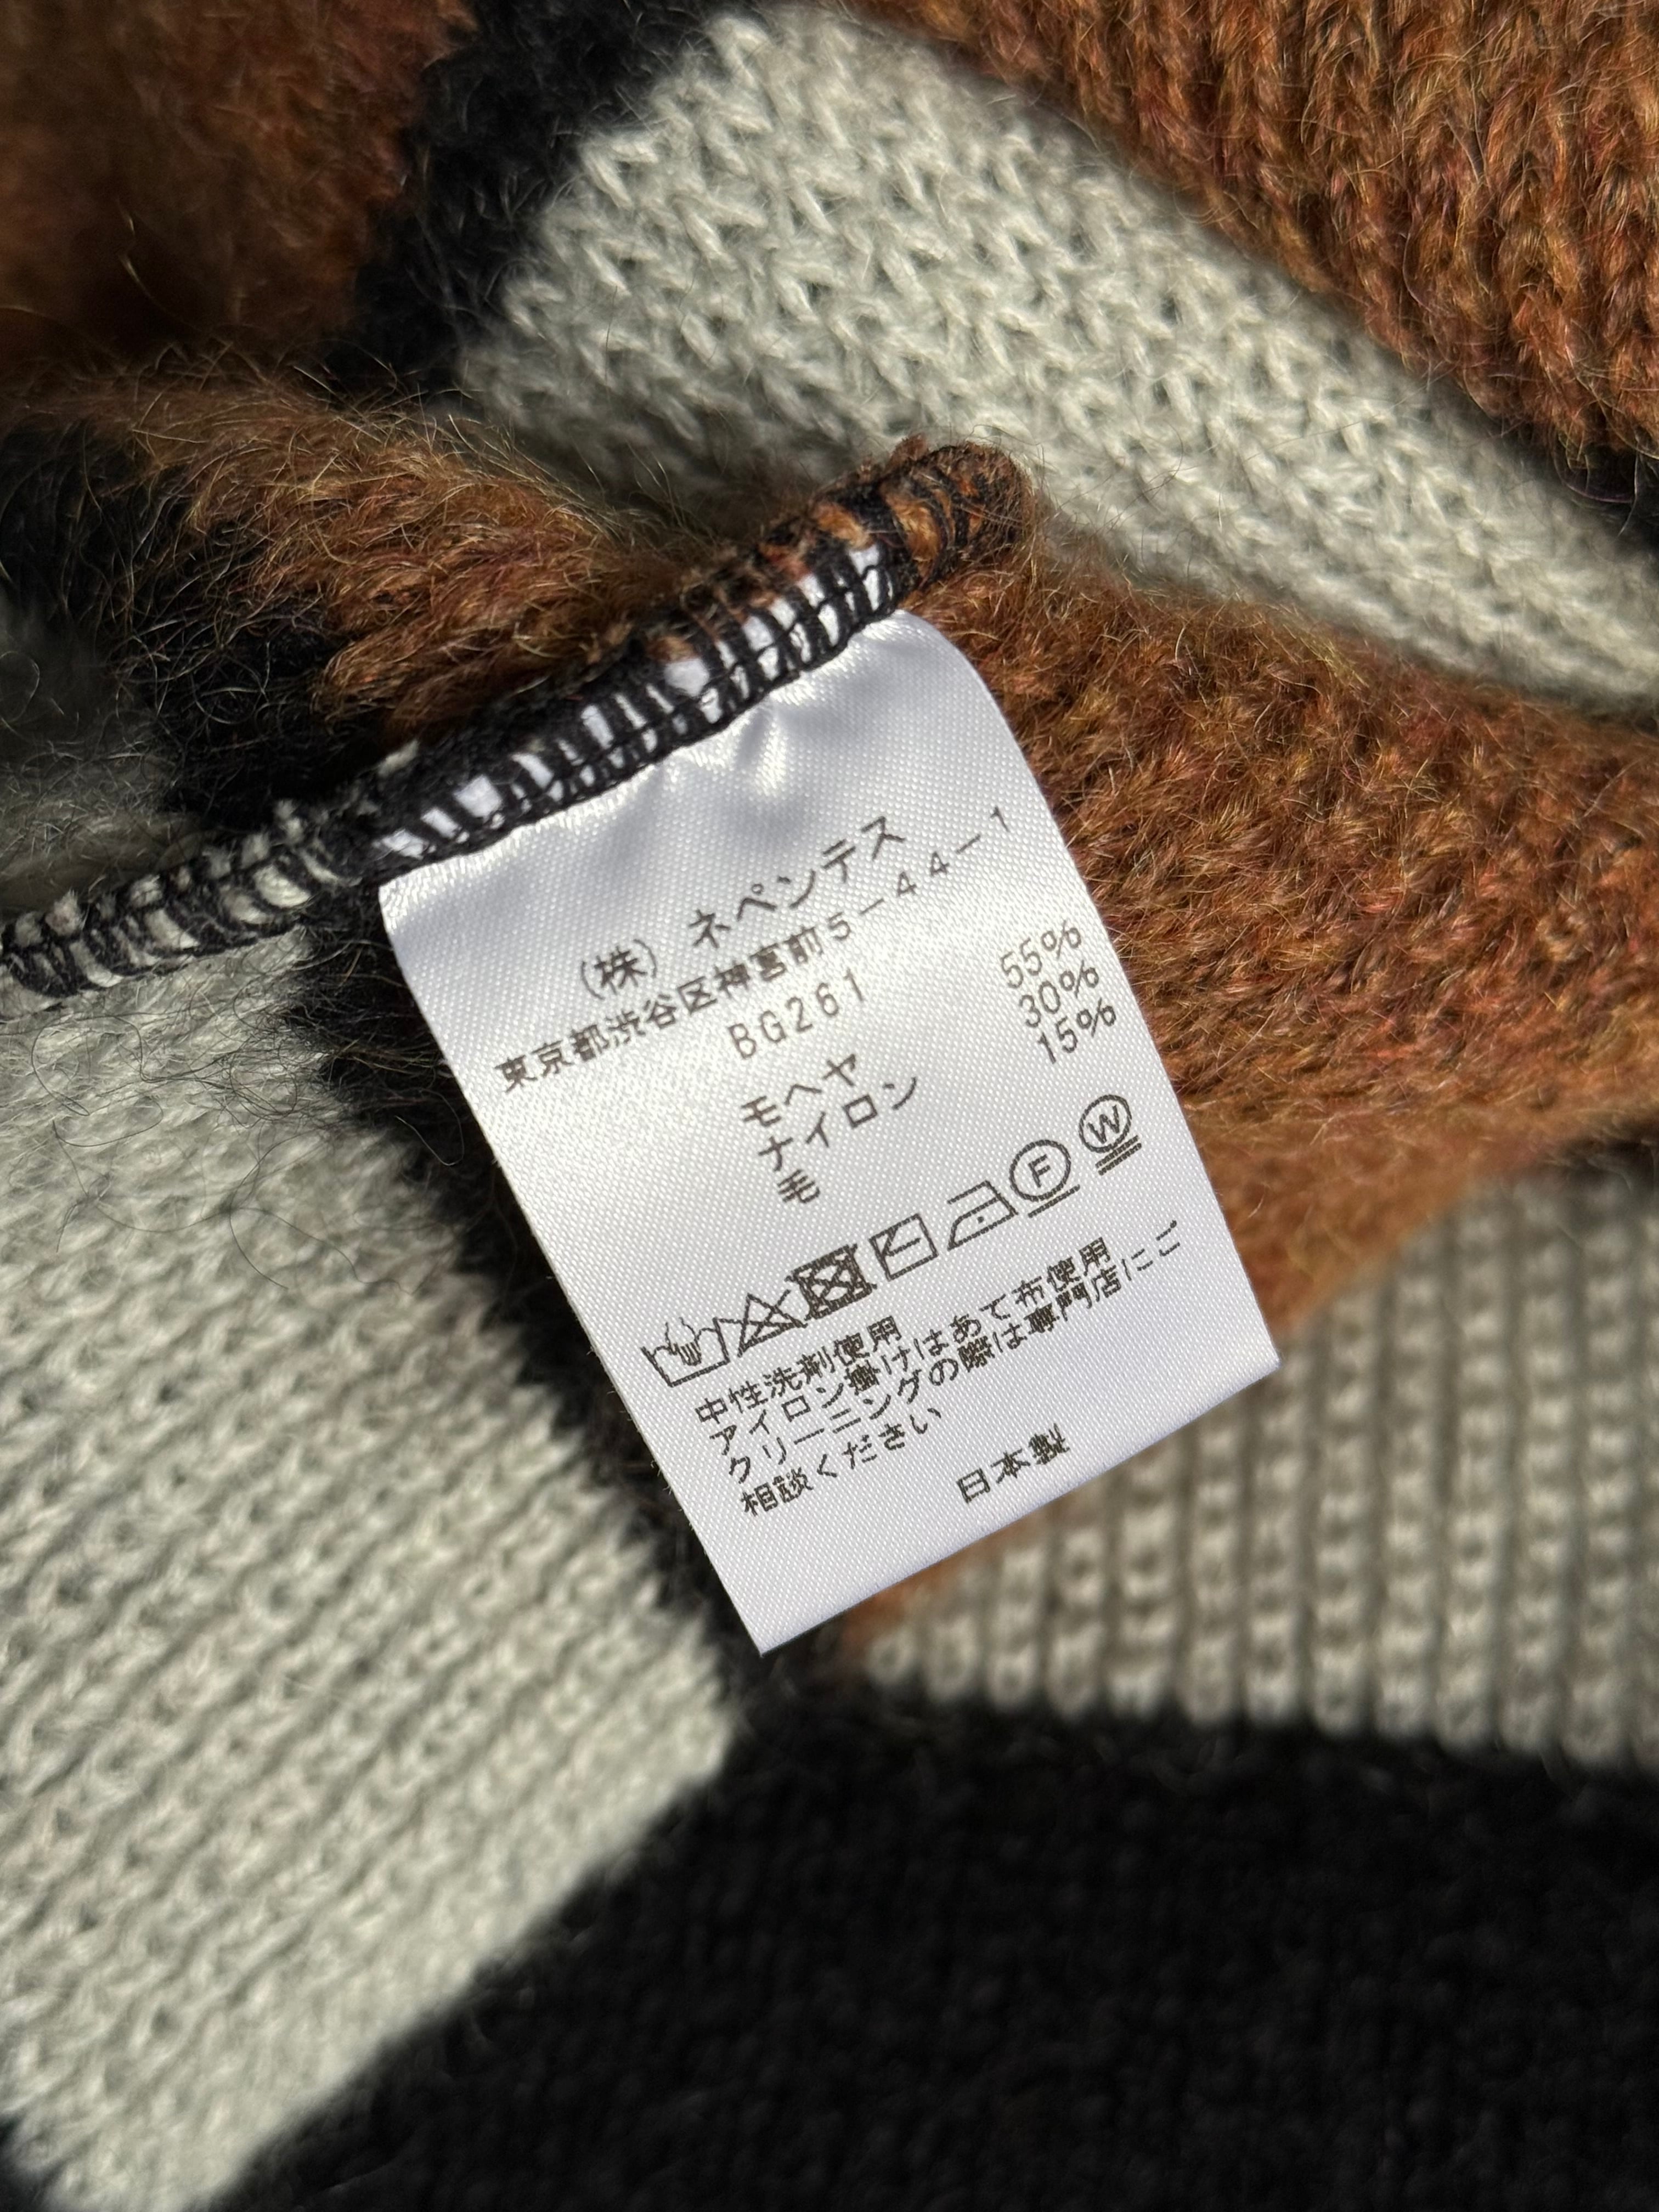 (株) ネペンテス
東京都渋谷区神宮前5-44-1
BG261
モヘヤ 55%
ナイロン 30%
毛 15%
F W
中性洗剤使用
アイロン掛けはあて布使用
クリーニングの際は専門店にご
相談ください
日本製